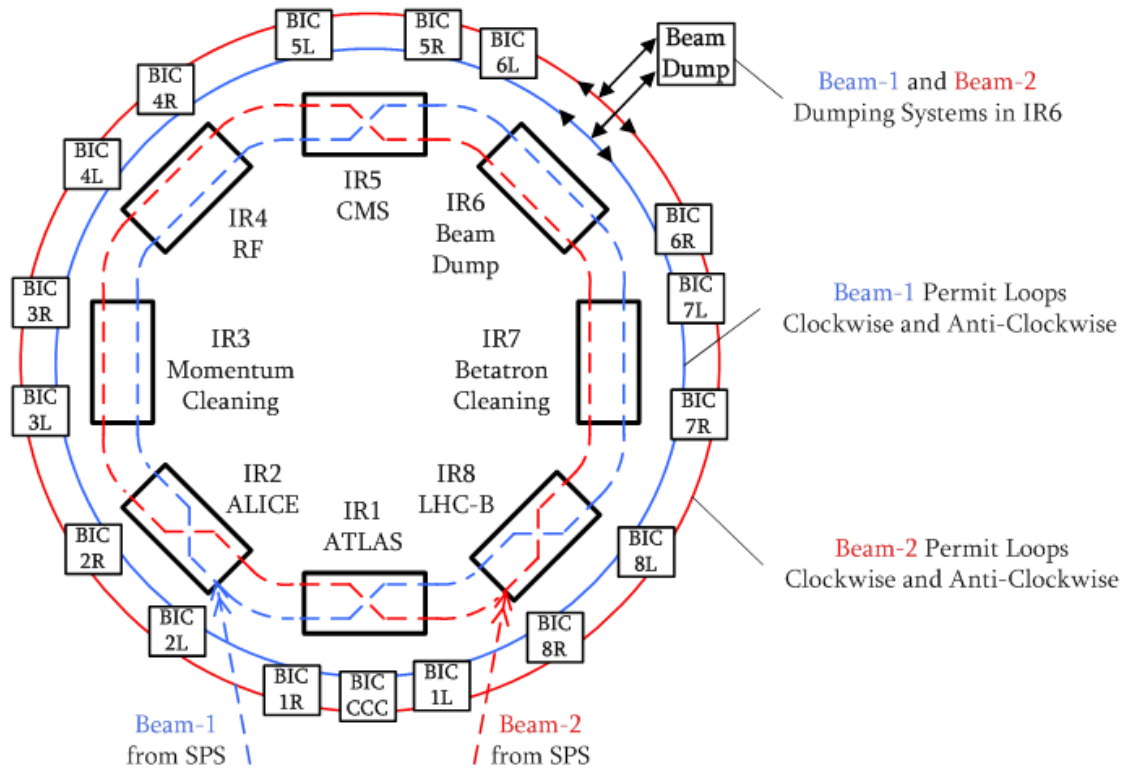 BIC
5L
BIC
5R
BIC
6L
Beam
Dump
Beam-1 and Beam-2
Dumping Systems in IR6
BIC
4R
BIC
4L
IR5
CMS
IR4
RF
IR6
Beam
Dump
BIC
6R
BIC
7L
BIC
3R
Beam-1 Permit Loops
Clockwise and Anti-Clockwise
IR3
Momentum
Cleaning
IR7
Betatron
Cleaning
BIC
3L
BIC
7R
IR2
ALICE
IR8
LHC-B
IR1
ATLAS
BIC
2R
BIC
8L
Beam-2 Permit Loops
Clockwise and Anti-Clockwise
BIC
2L
BIC
8R
BIC
1R
BIC
CCC
BIC
1L
Beam-1
from SPS
Beam-2
from SPS